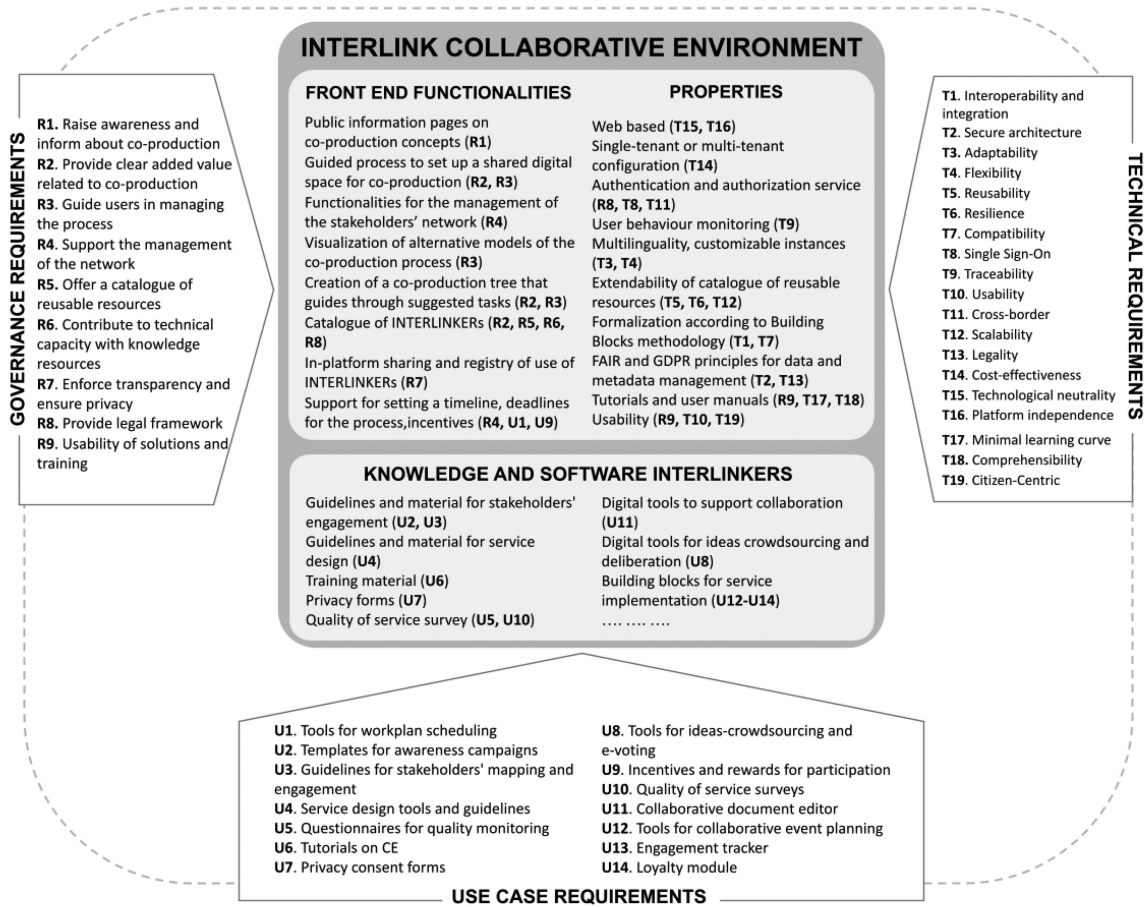 INTERLINK COLLABORATIVE ENVIRONMENT
FRONT END FUNCTIONALITIES
Public information pages on
co-production concepts (R1)
Guided process to set up a shared digital
space for co-production (R2, R3)
Functionalities for the management
of the stakeholders' network (R4)
Visualization of alternative models of the
co-production process (R3)
Creation of a co-production tree that
guides through suggested tasks (R2, R3)
Catalogue of INTERLINKERs (R2, R5, R6,
R8)
In-platform sharing and registry of use of
INTERLINKERs (R7)
Support for setting a timeline, deadlines
for the process,incentives (R4, U1, U9)
PROPERTIES
Web based (T15, T16)
Single-tenant or multi-tenant
configuration (T14)
Authentication and authorization service
(R8, T8, T11)
User behaviour monitoring (T9)
Multilinguality, customizable instances
(T3, T4)
Extendability of catalogue of reusable
resources (T5, T6, T12)
Formalization according to Building
Blocks methodology (T1, T7)
FAIR and GDPR principles for data and
metadata management (T2, T13)
Tutorials and user manuals (R9, T17, T18)
Usability (R9, T10, T19)
KNOWLEDGE AND SOFTWARE INTERLINKERS
Guidelines and material for stakeholders'
engagement (U2, U3)
Guidelines and material for service
design (U4)
Training material (U6)
Privacy forms (U7)
Quality of service survey (U5, U10)
Digital tools to support collaboration
(U11)
Digital tools for ideas crowdsourcing and
deliberation (U8)
Building blocks for service
implementation (U12-U14)
.... .... ....
GOVERNANCE REQUIREMENTS
R1. Raise awareness and
inform about co-production
R2. Provide clear added value
related to co-production
R3. Guide users in managing
the process
R4. Support the management
of the network
R5. Offer a catalogue of
reusable resources
R6. Contribute to technical
capacity with knowledge
resources
R7. Enforce transparency and
ensure privacy
R8. Provide legal framework
R9. Usability of solutions and
training
TECHNICAL REQUIREMENTS
T1. Interoperability and
integration
T2. Secure architecture
T3. Adaptability
T4. Flexibility
T5. Reusability
T6. Resilience
T7. Compatibility
T8. Single Sign-On
T9. Traceability
T10. Usability
T11. Cross-border
T12. Scalability
T13. Legality
T14. Cost-effectiveness
T15. Technological neutrality
T16. Platform independence
T17. Minimal learning curve
T18. Comprehensibility
T19. Citizen-Centric
U1. Tools for workplan scheduling
U2. Templates for awareness campaigns
U3. Guidelines for stakeholders' mapping and
engagement
U4. Service design tools and guidelines
U5. Questionnaires for quality monitoring
U6. Tutorials on CE
U7. Privacy consent forms
U8. Tools for ideas-crowdsourcing and
e-voting
U9. Incentives and rewards for participation
U10. Quality of service surveys
U11. Collaborative document editor
U12. Tools for collaborative event planning
U13. Engagement tracker
U14. Loyalty module
USE CASE REQUIREMENTS